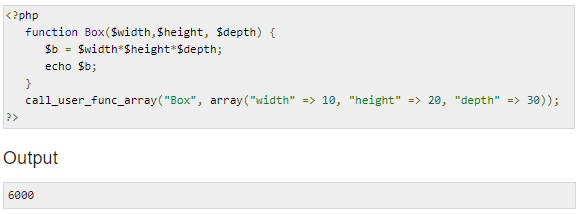 <?php
function Box($width,$height, $depth) {
$b = $width*$height*$depth;
echo $b;
}
call_user_func_array("Box", array("width" => 10, "height" => 20, "depth" => 30));
?>
Output
6000